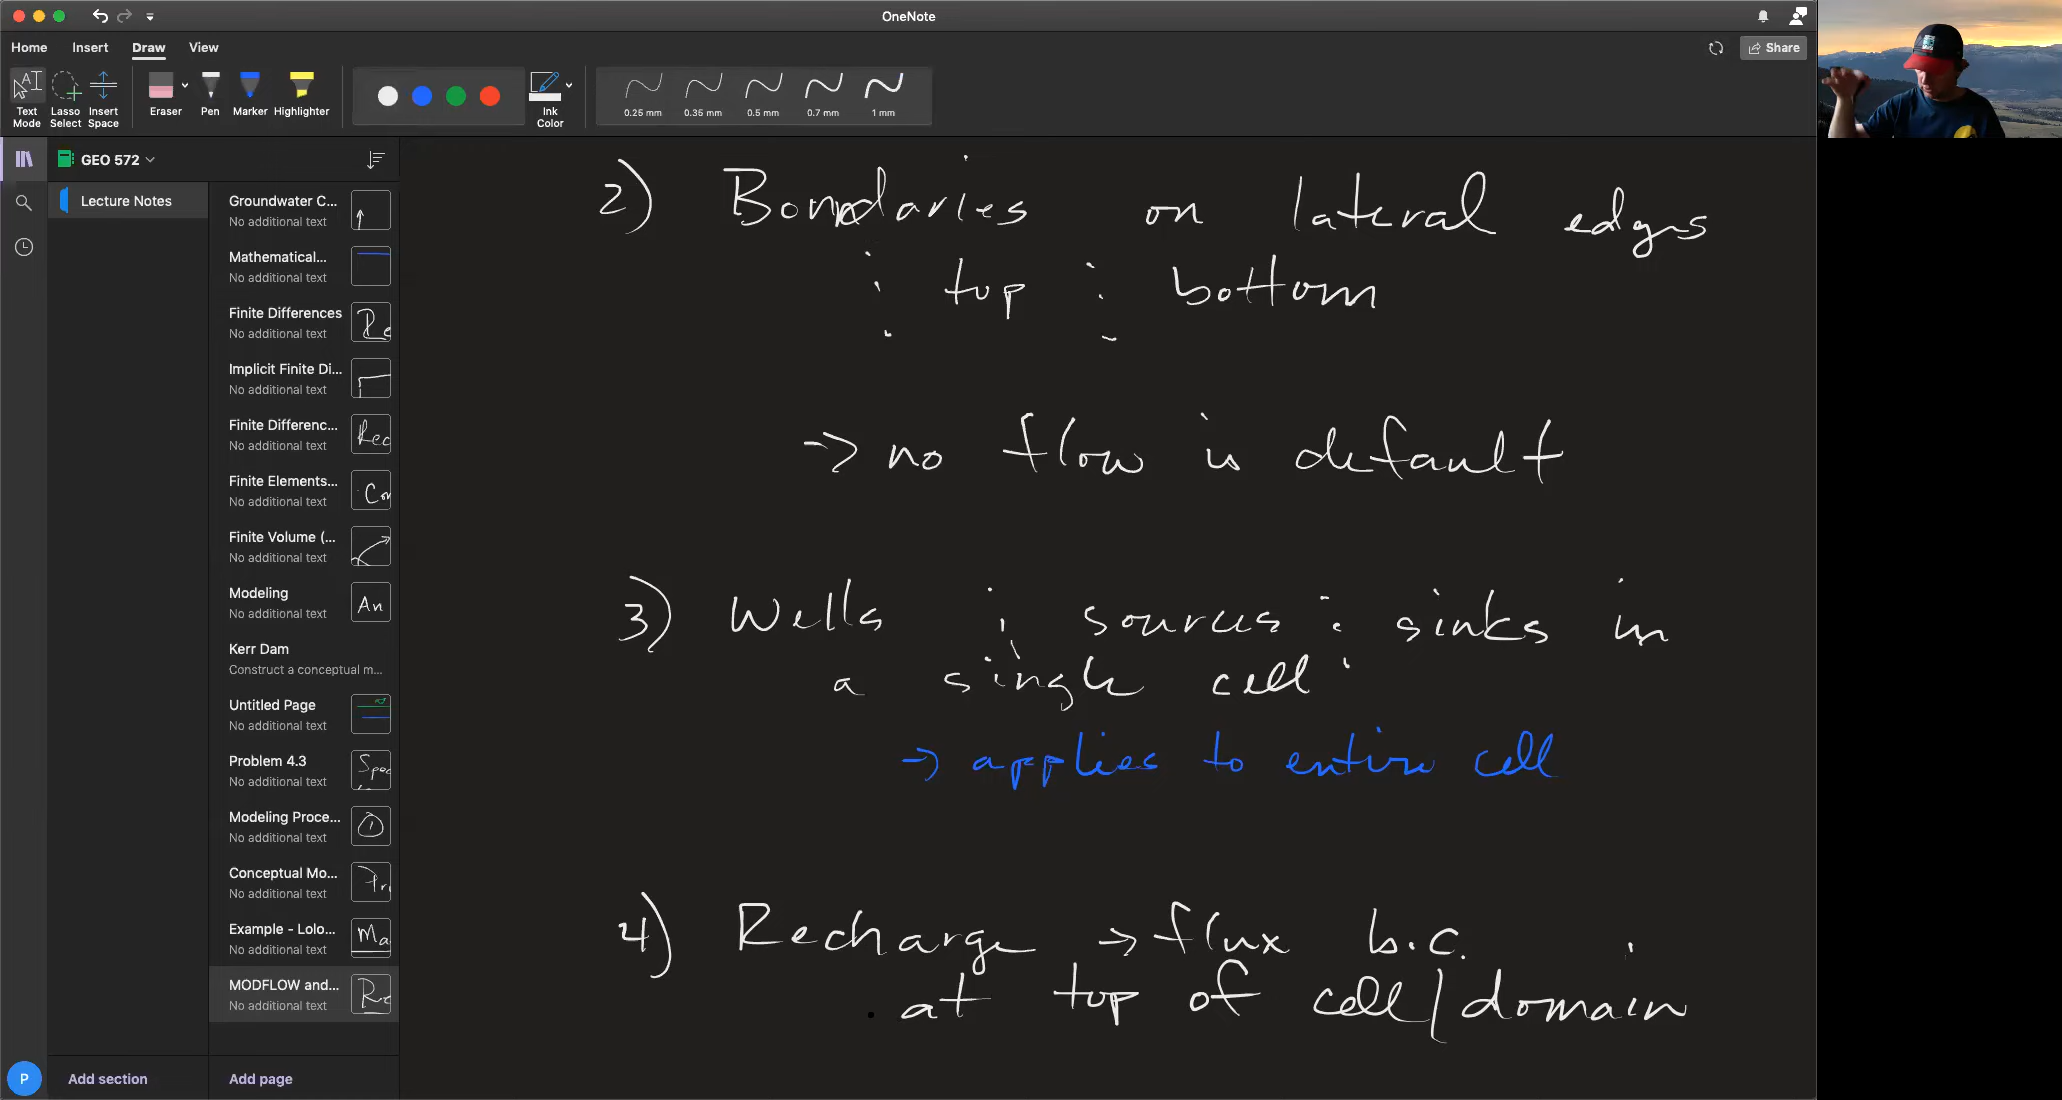 OneNote
Home Insert Draw View
Share
Text Mode
Lasso Select
Insert Space
Eraser
Pen
Marker
Highlighter
Ink Color
0.25 mm
0.35 mm
0.5 mm
0.7 mm
1 mm
GEO 572
Lecture Notes
Groundwater C...
No additional text
Mathematical...
No additional text
Finite Differences
No additional text
Implicit Finite Di...
No additional text
Finite Differenc...
No additional text
Finite Elements...
No additional text
Finite Volume (...
No additional text
Modeling
No additional text
An
Kerr Dam
Construct a conceptual m...
Untitled Page
No additional text
Problem 4.3
No additional text
Modeling Proce...
No additional text
Conceptual Mo...
No additional text
Example - Lolo...
No additional text
Ma
MODFLOW and...
No additional text
P
Add section
Add page
2) Boundaries on lateral edges
top bottom
→ no flow is default
3) Wells sources sinks in
a single cell
→ applies to entire cell
4) Recharge → flux b.c.
at top of cell/domain